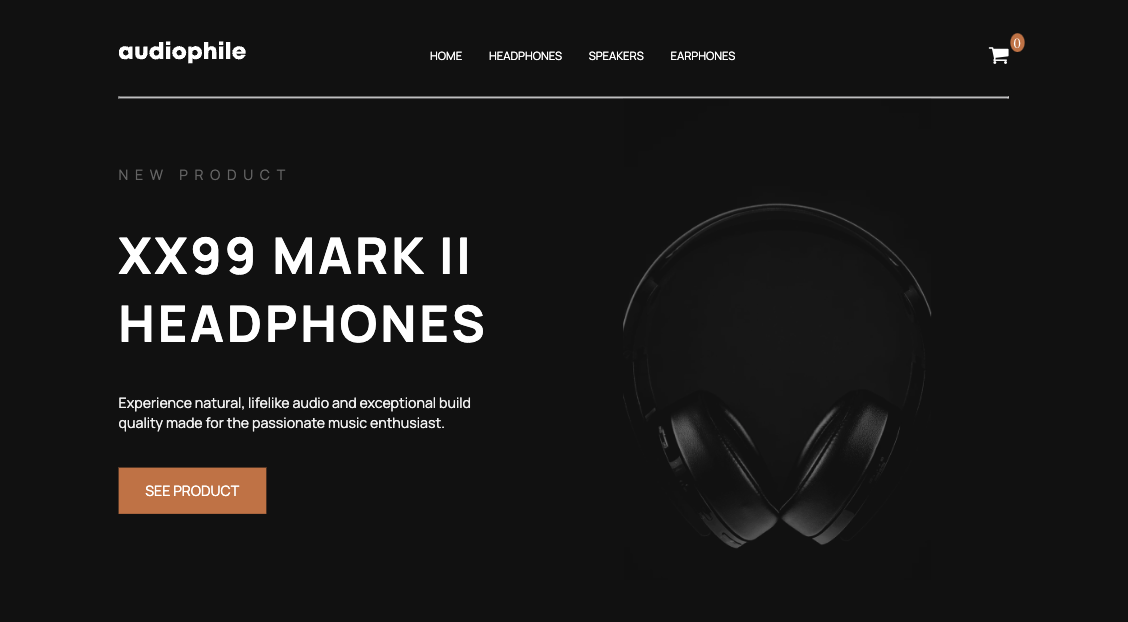 audiophile
HOME HEADPHONES SPEAKERS EARPHONES
0
NEW PRODUCT
XX99 MARK II
HEADPHONES
Experience natural, lifelike audio and exceptional build
quality made for the passionate music enthusiast.
SEE PRODUCT